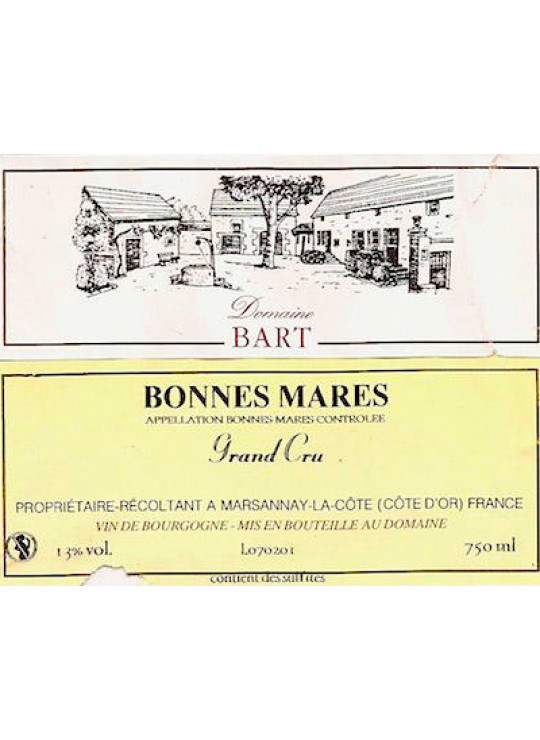 Domaine
BART
BONNES MARES
APPELLATION BONNES MARES CONTROLEE
Grand Cru
PROPRIÉTAIRE-RÉCOLTANT A MARSANNAY-LA-CÔTE (CÔTE D'OR) FRANCE
VIN DE BOURGOGNE - MIS EN BOUTEILLE AU DOMAINE
13% vol. L070201 750 ml
contient des sulfites